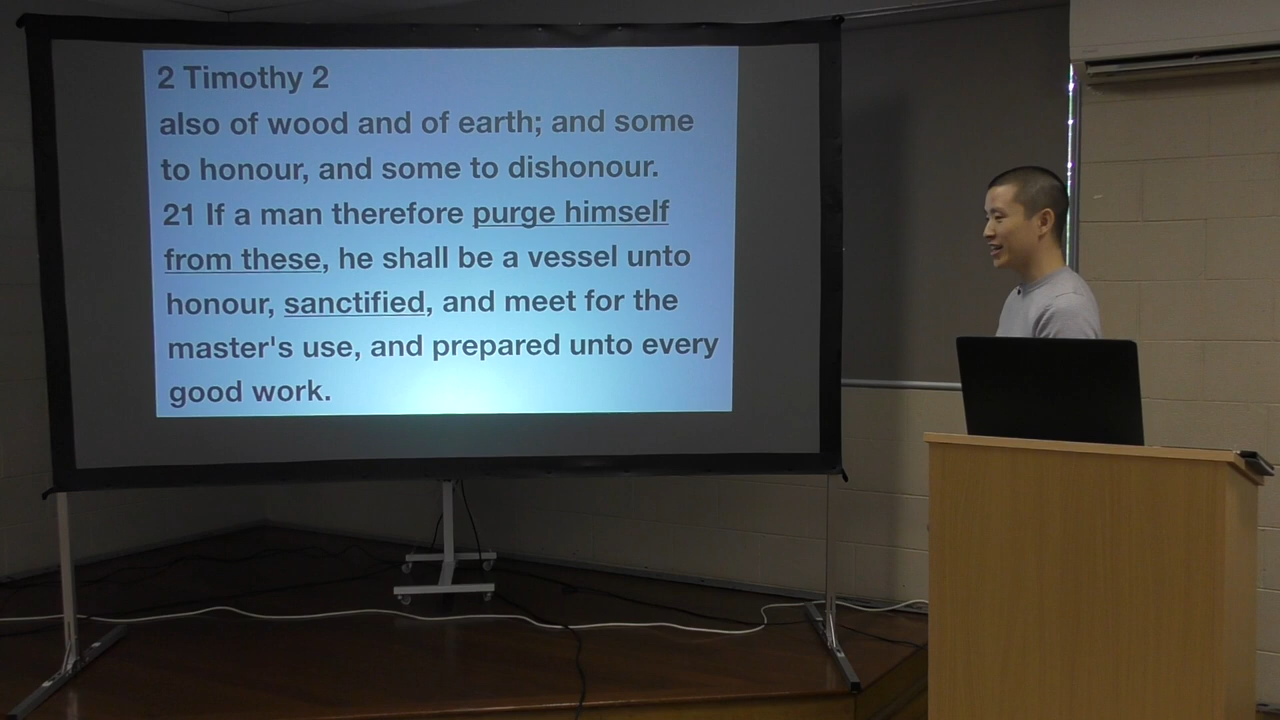 2 Timothy 2
also of wood and of earth; and some
to honour, and some to dishonour.
21 If a man therefore purge himself
from these, he shall be a vessel unto
honour, sanctified, and meet for the
master's use, and prepared unto every
good work.